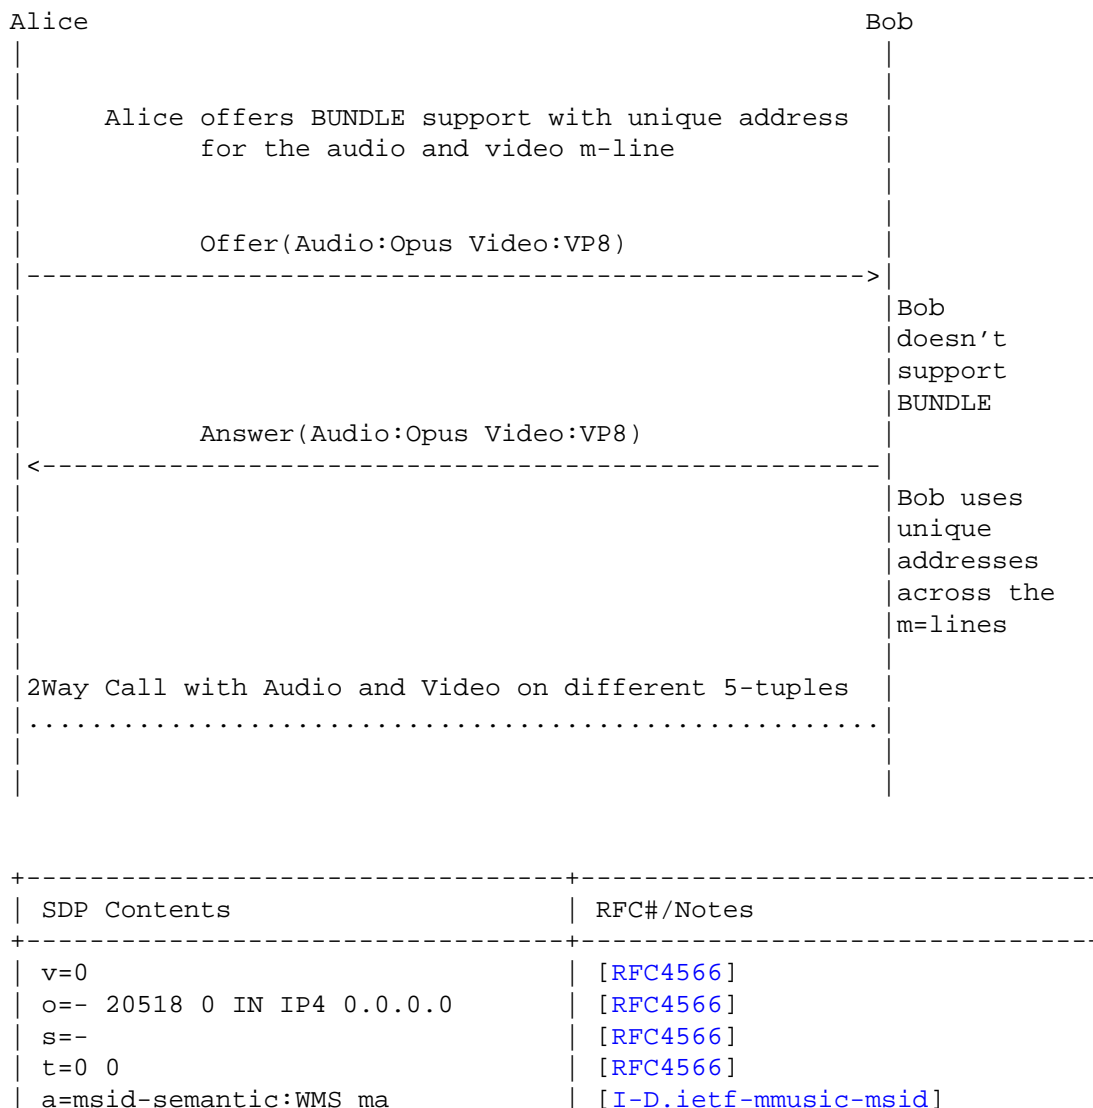 Alice Bob
Alice offers BUNDLE support with unique address
for the audio and video m-line
Offer(Audio:Opus Video:VP8)
|----------------------------------------------------->|
|Bob
|doesn't
|support
|BUNDLE
Answer(Audio:Opus Video:VP8)
|<-----------------------------------------------------|
|Bob uses
|unique
|addresses
|across the
|m=lines
|2Way Call with Audio and Video on different 5-tuples |
|......................................................|
+----------------------------------+---------------------------------
| SDP Contents | RFC#/Notes
+----------------------------------+---------------------------------
| v=0 | [RFC4566]
| o=- 20518 0 IN IP4 0.0.0.0 | [RFC4566]
| s=- | [RFC4566]
| t=0 0 | [RFC4566]
| a=msid-semantic:WMS ma | [I-D.ietf-mmusic-msid]